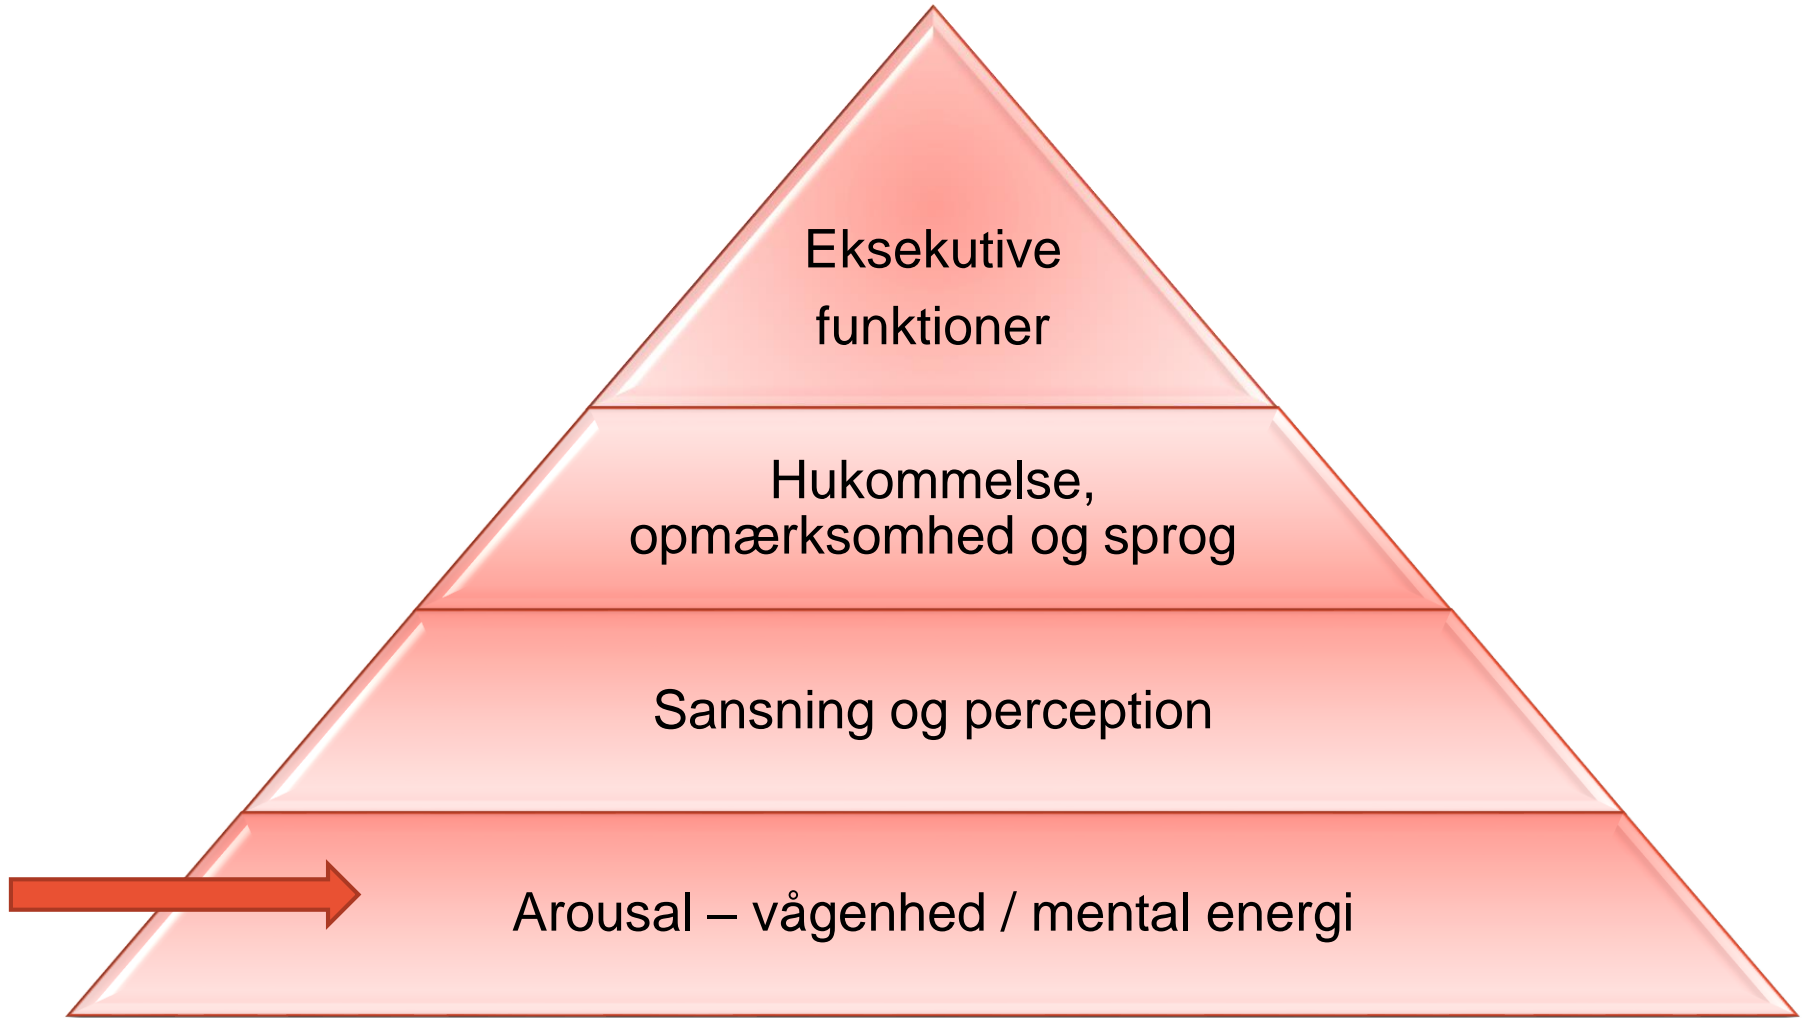 Eksekutive
funktioner
Hukommelse,
opmærksomhed og sprog
Sansning og perception
Arousal – vågenhed / mental energi